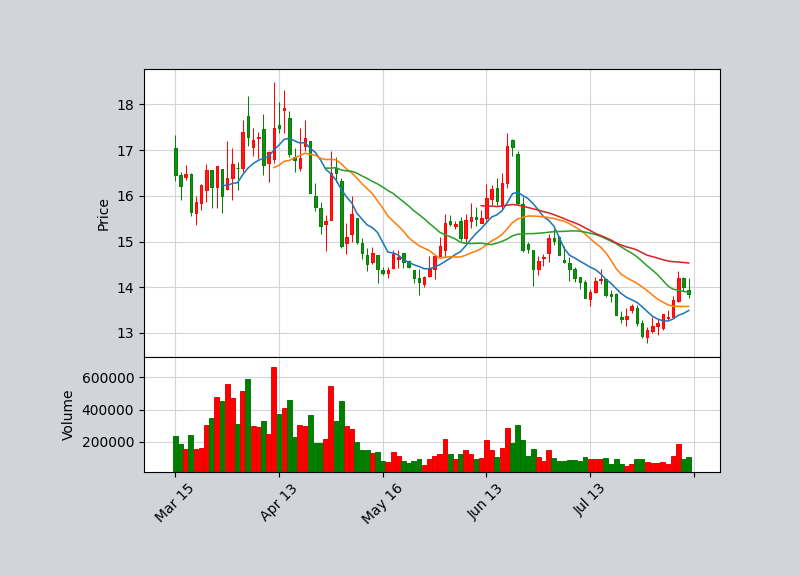 Price
18
17
16
15
14
13
Volume
600000
400000
200000
Mar 15
Apr 13
May 16
Jun 13
Jul 13